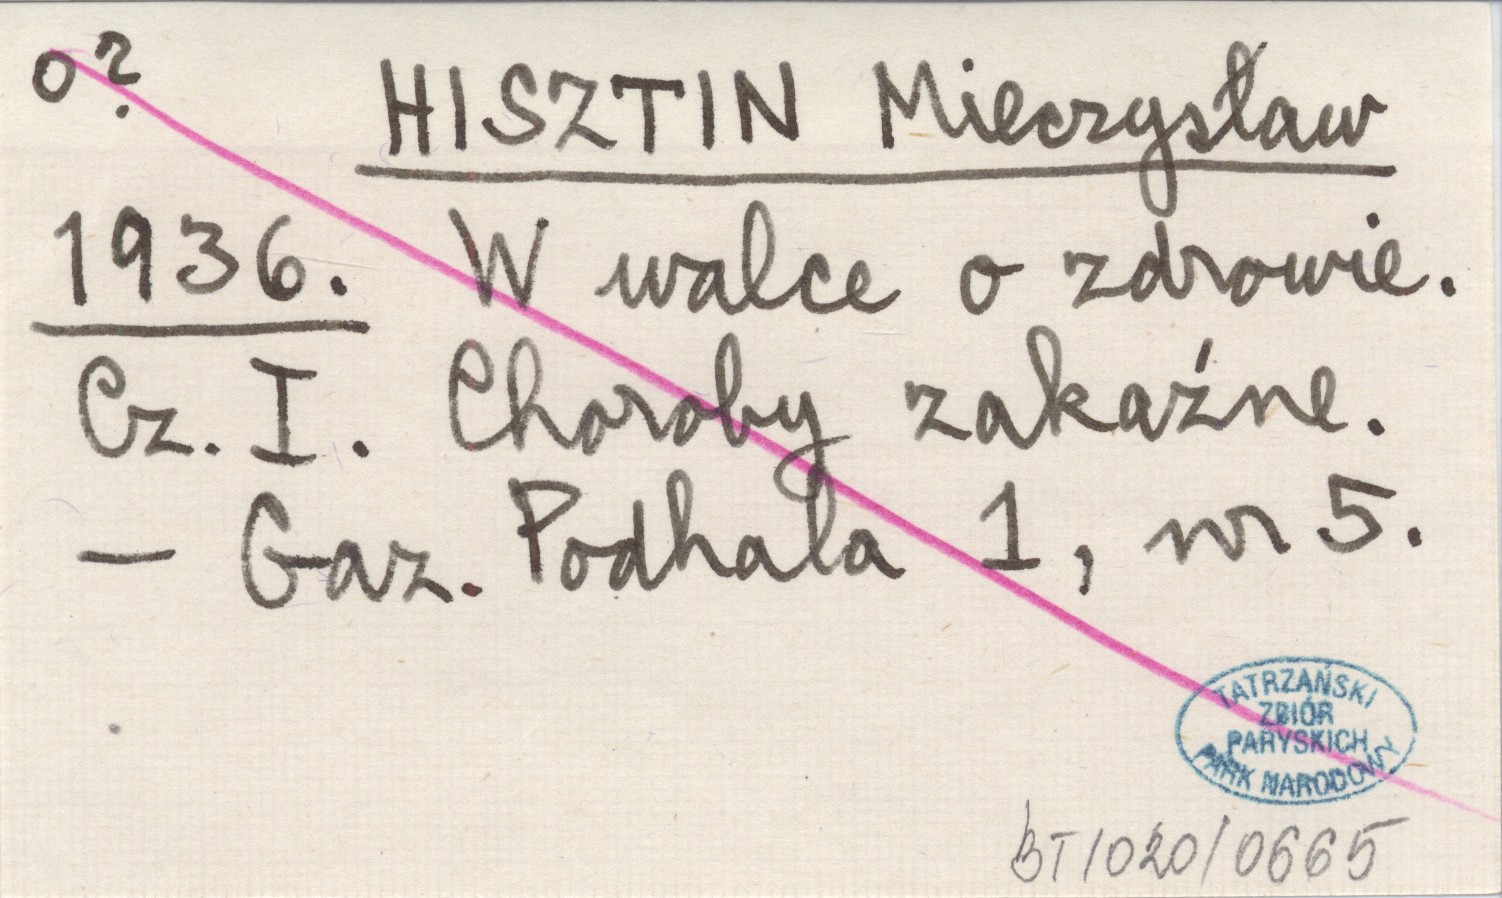 o?
HISZTIN Mieczysław
1936. W walce o zdrowie.
Cz. I. Choroby zakaźne.
— Gaz. Podhala 1, nr 5.
TATRZAŃSKI
ZBIÓR
PARYSKICH
PARK NARODOWY
BT/020/0665